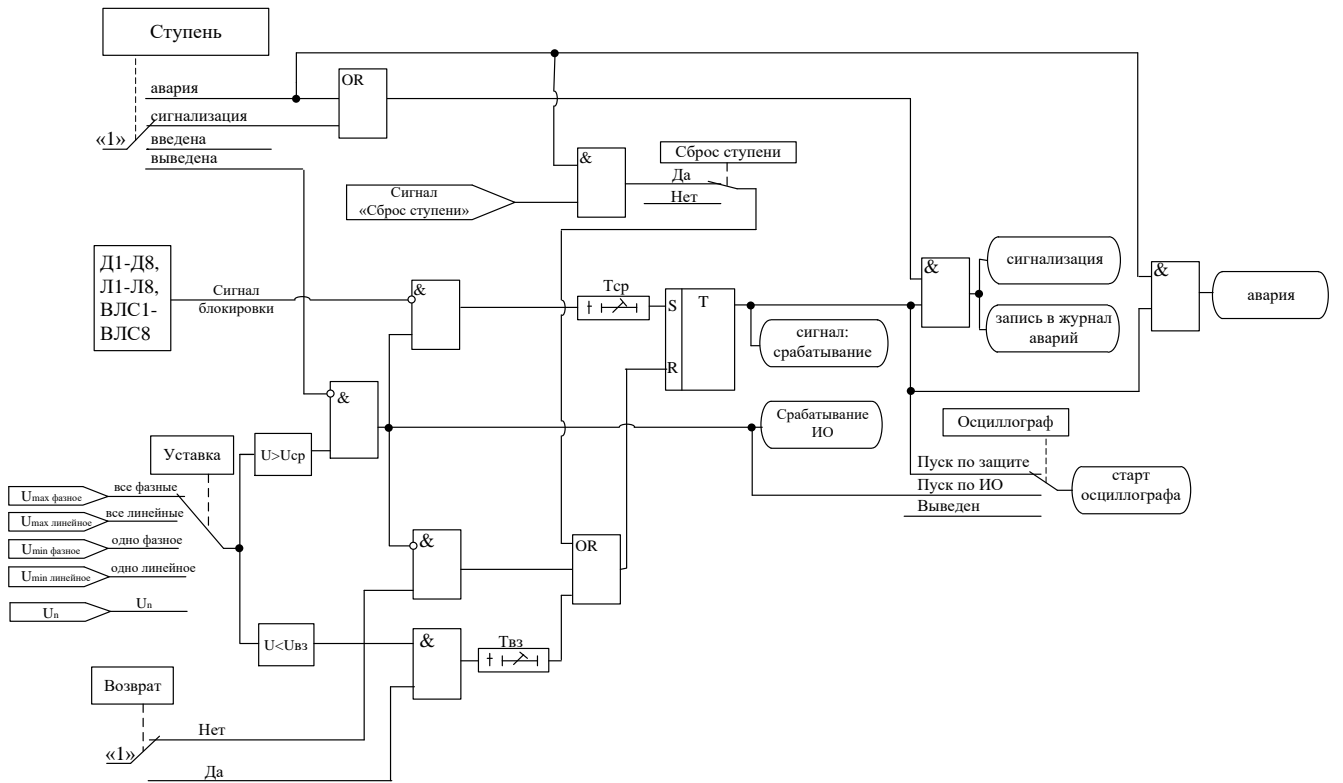 Ступень
авария
сигнализация
«1»
введена
выведена
OR
&
Сброс ступени
Да
Нет
Сигнал
«Сброс ступени»
Д1-Д8,
Л1-Л8,
ВЛС1-
ВЛС8
Сигнал
блокировки
&
Тср
S
T
R
сигнал:
срабатывание
&
сигнализация
запись в журнал
аварий
&
авария
&
U>Uср
Уставка
Срабатывание
ИО
Осциллограф
Пуск по защите
Пуск по ИО
Выведен
старт
осциллографа
Umax фазное
все фазные
Umax линейное
все линейные
Umin фазное
одно фазное
Umin линейное
одно линейное
Un
Un
&
OR
U<Uвз
&
Твз
Возврат
Нет
«1»
Да